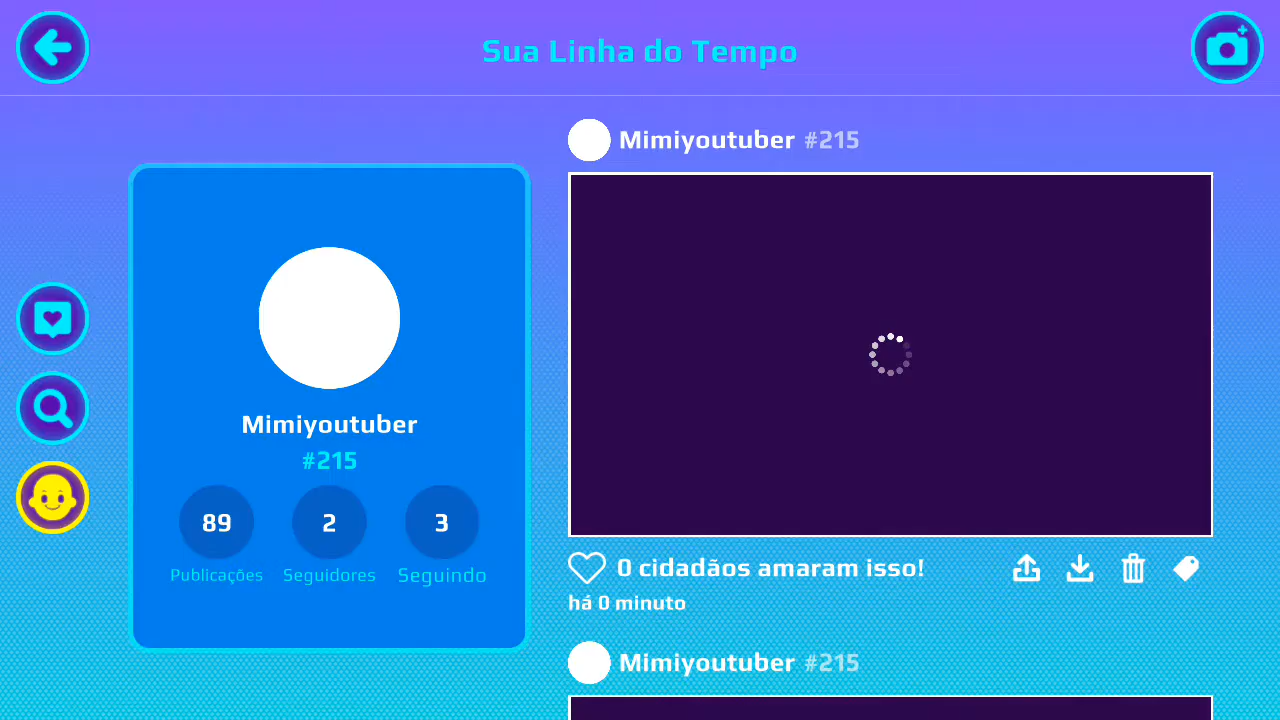 Sua Linha do Tempo
Mimiyoutuber #215
Mimiyoutuber
#215
89
2
3
Publicações
Seguidores
Seguindo
0 cidadãos amaram isso!
há 0 minuto
Mimiyoutuber #215